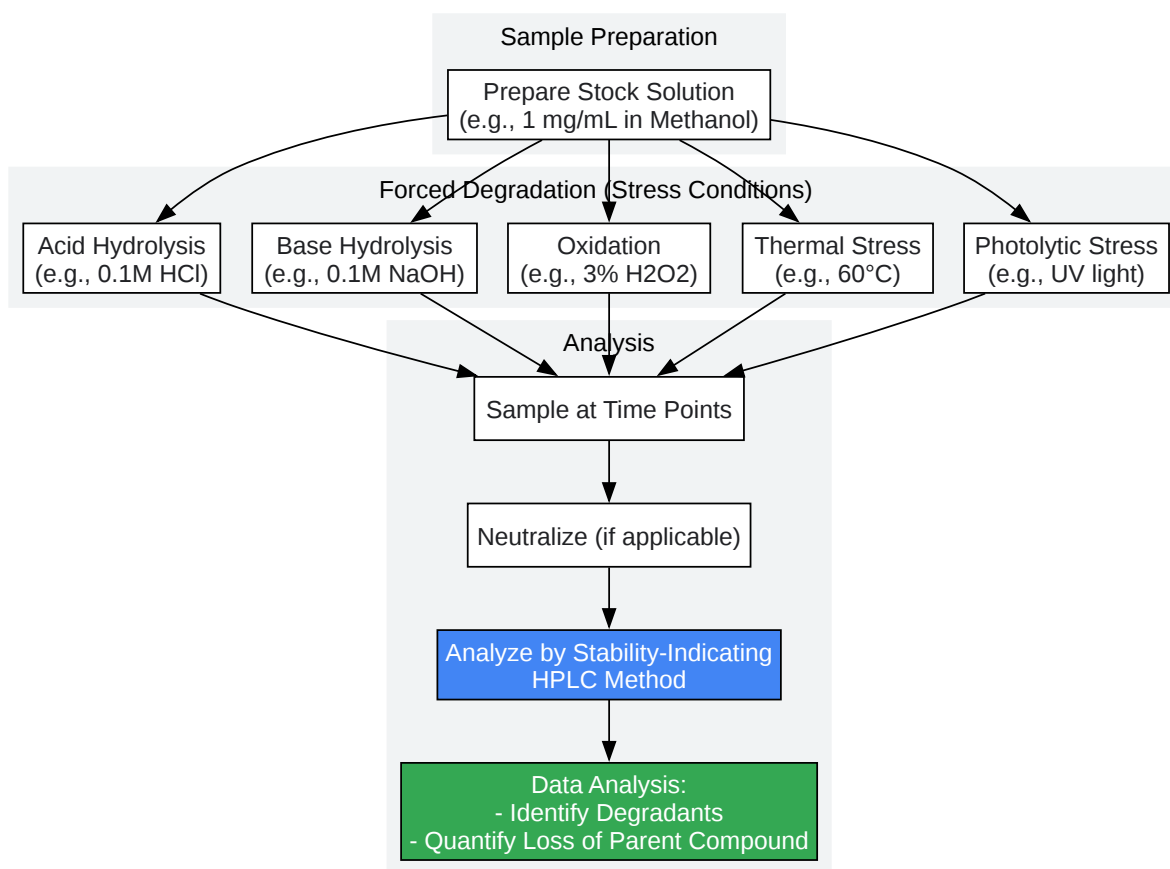 Sample Preparation
Prepare Stock Solution
(e.g., 1 mg/mL in Methanol)
Forced Degradation (Stress Conditions)
Acid Hydrolysis
(e.g., 0.1M HCl)
Base Hydrolysis
(e.g., 0.1M NaOH)
Oxidation
(e.g., 3% H2O2)
Thermal Stress
(e.g., 60°C)
Photolytic Stress
(e.g., UV light)
Analysis
Sample at Time Points
Neutralize (if applicable)
Analyze by Stability-Indicating
HPLC Method
Data Analysis:
- Identify Degradants
- Quantify Loss of Parent Compound